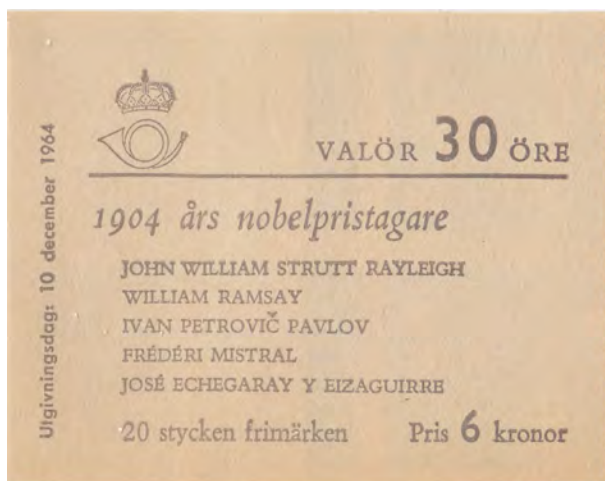 VALÖR 30 ÖRE
1904 års nobelpristagare
JOHN WILLIAM STRUTT RAYLEIGH
WILLIAM RAMSAY
IVAN PETROVIČ PAVLOV
FRÉDÉRI MISTRAL
JOSÉ ECHEGARAY Y EIZAGUIRRE
20 stycken frimärken Pris 6 kronor
Utgivningsdag: 10 december 1964